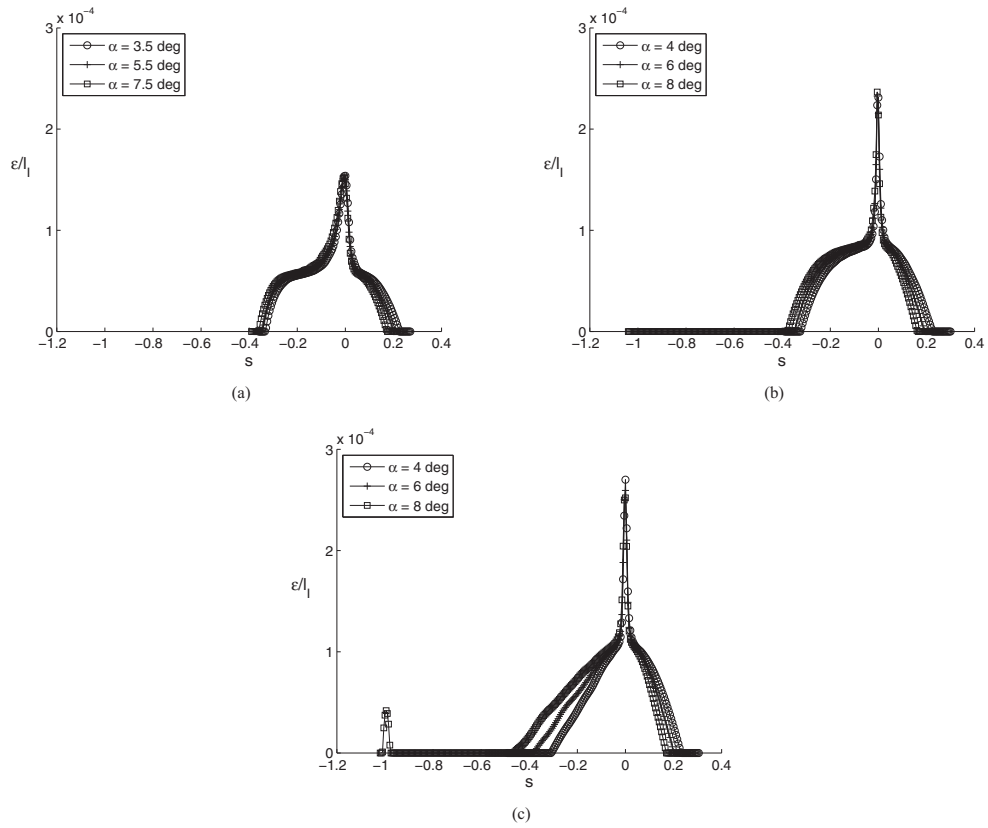 x 10⁻⁴
3
2
1
0
ε/lₗ
α = 3.5 deg
α = 5.5 deg
α = 7.5 deg
−1.2 −1 −0.8 −0.6 −0.4 −0.2 0 0.2 0.4
s
(a)
x 10⁻⁴
3
2
1
0
ε/lₗ
α = 4 deg
α = 6 deg
α = 8 deg
−1.2 −1 −0.8 −0.6 −0.4 −0.2 0 0.2 0.4
s
(b)
x 10⁻⁴
3
2
1
0
ε/lₗ
α = 4 deg
α = 6 deg
α = 8 deg
−1.2 −1 −0.8 −0.6 −0.4 −0.2 0 0.2 0.4
s
(c)